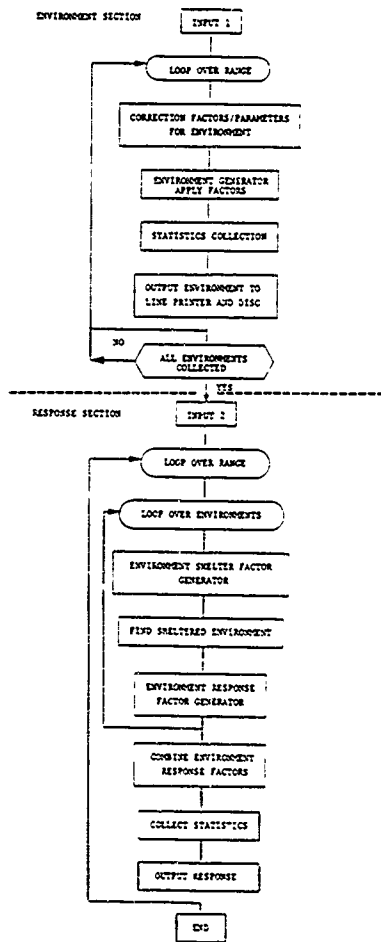 ENVIRONMENT SECTION
INPUT 1
LOOP OVER RANGE
CORRECTION FACTORS/PARAMETERS
FOR ENVIRONMENT
ENVIRONMENT GENERATOR
APPLY FACTORS
STATISTICS COLLECTION
OUTPUT ENVIRONMENT TO
LINE PRINTER AND DISC
NO
ALL ENVIRONMENTS
COLLECTED
YES
RESPONSE SECTION
INPUT 2
LOOP OVER RANGE
LOOP OVER ENVIRONMENTS
ENVIRONMENT SHELTER FACTOR
GENERATOR
FIND SHELTERED ENVIRONMENT
ENVIRONMENT RESPONSE
FACTOR GENERATOR
COMBINE ENVIRONMENT
RESPONSE FACTORS
COLLECT STATISTICS
OUTPUT RESPONSE
END